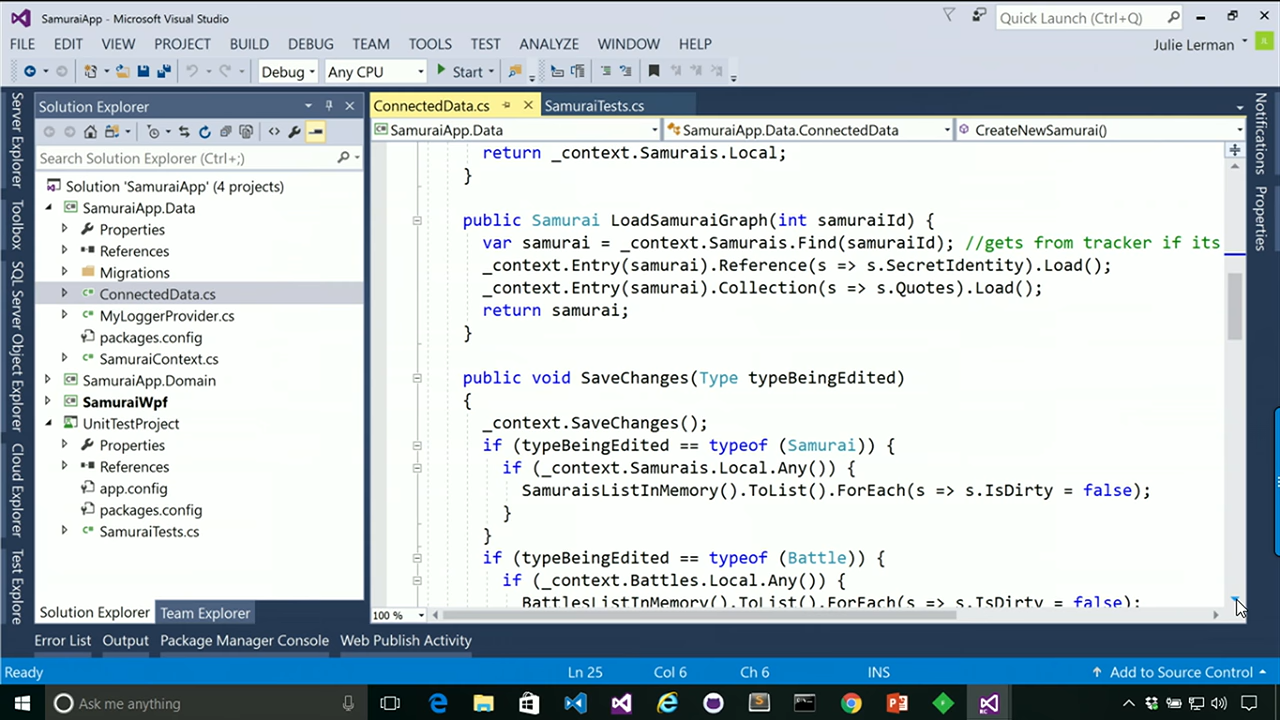 SamuraiApp - Microsoft Visual Studio
Quick Launch (Ctrl+Q)
FILE EDIT VIEW PROJECT BUILD DEBUG TEAM TOOLS TEST ANALYZE WINDOW HELP
Julie Lerman
Debug Any CPU Start
Server Explorer
Toolbox
SQL Server Object Explorer
Cloud Explorer
Test Explorer
Solution Explorer
Search Solution Explorer (Ctrl+;)
Solution 'SamuraiApp' (4 projects)
SamuraiApp.Data
Properties
References
Migrations
ConnectedData.cs
MyLoggerProvider.cs
packages.config
SamuraiContext.cs
SamuraiApp.Domain
SamuraiWpf
UnitTestProject
Properties
References
app.config
packages.config
SamuraiTests.cs
Solution Explorer Team Explorer
ConnectedData.cs SamuraiTests.cs
SamuraiApp.Data SamuraiApp.Data.ConnectedData CreateNewSamurai()
return _context.Samurais.Local;
}
public Samurai LoadSamuraiGraph(int samuraiId) {
var samurai = _context.Samurais.Find(samuraiId); //gets from tracker if its
_context.Entry(samurai).Reference(s => s.SecretIdentity).Load();
_context.Entry(samurai).Collection(s => s.Quotes).Load();
return samurai;
}
public void SaveChanges(Type typeBeingEdited)
{
_context.SaveChanges();
if (typeBeingEdited == typeof (Samurai)) {
if (_context.Samurais.Local.Any()) {
SamuraisListInMemory().ToList().ForEach(s => s.IsDirty = false);
}
}
if (typeBeingEdited == typeof (Battle)) {
if (_context.Battles.Local.Any()) {
BattlesListInMemory().ToList().ForEach(s => s.IsDirty = false);
100 %
Notifications
Properties
Error List Output Package Manager Console Web Publish Activity
Ready Ln 25 Col 6 Ch 6 INS Add to Source Control
Ask me anything